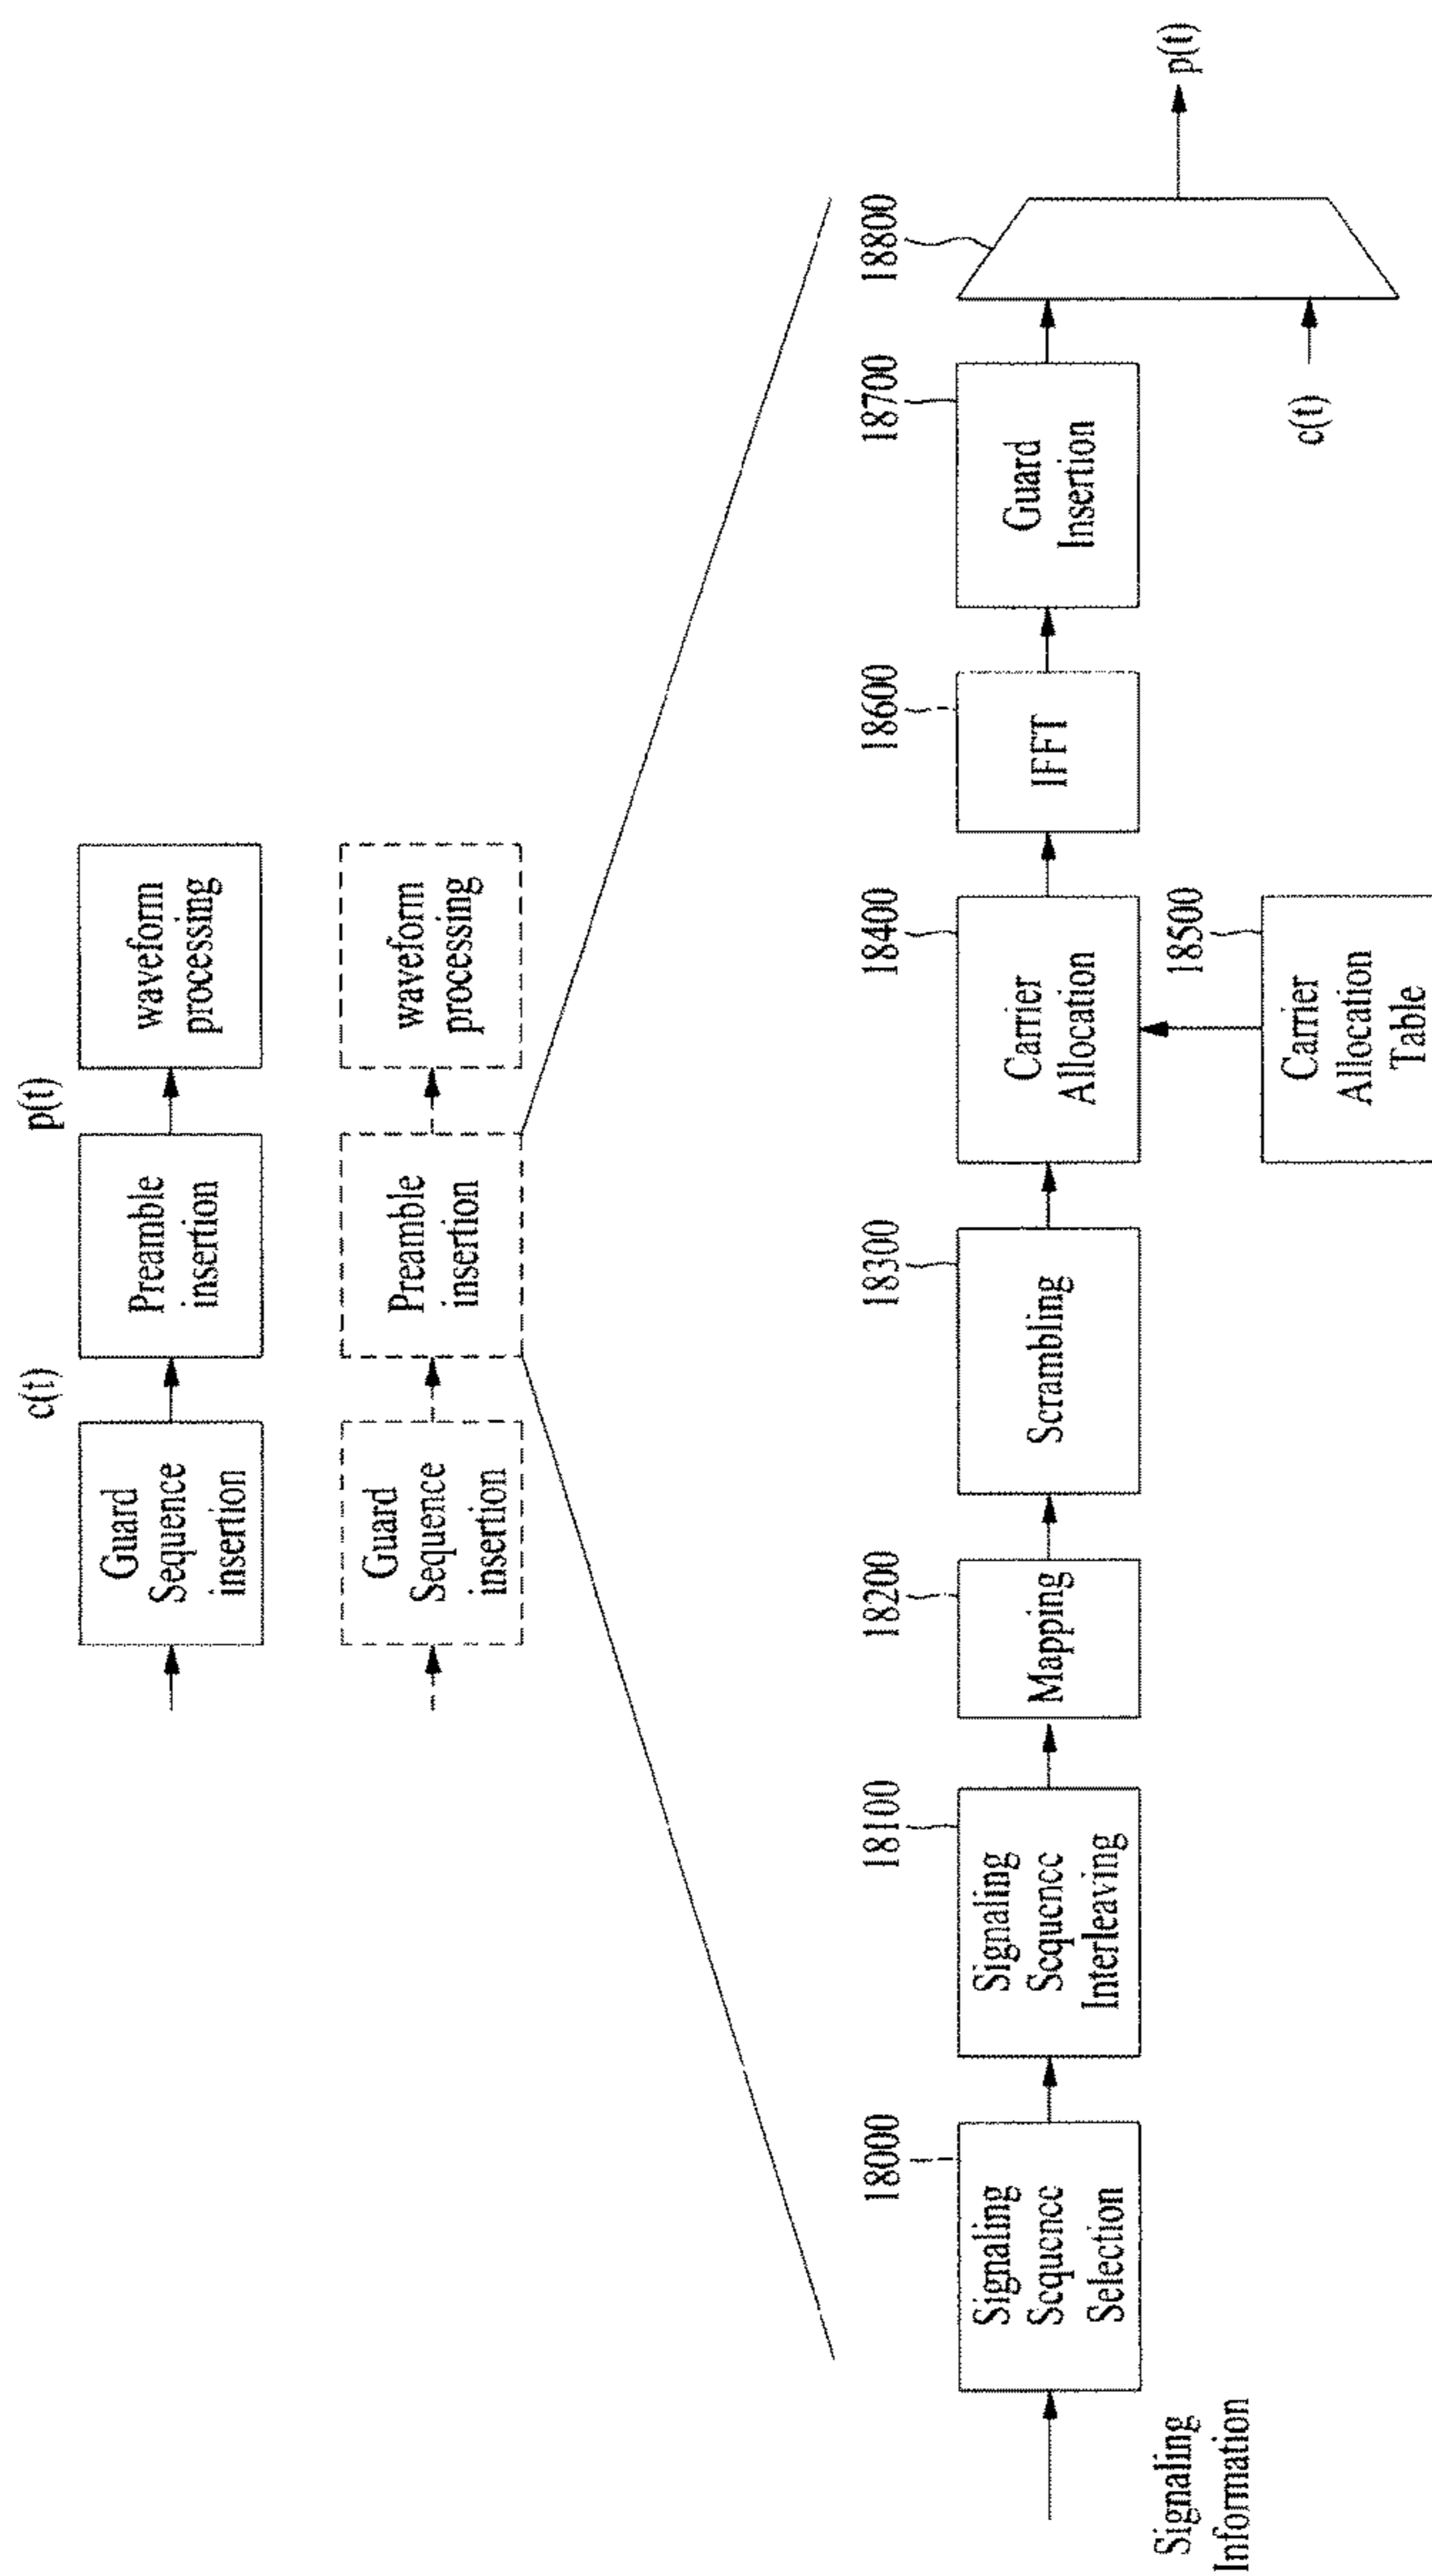 c(t)
p(t)
Guard
Sequence
insertion
Preamble
insertion
waveform
processing
Guard
Sequence
insertion
Preamble
insertion
waveform
processing
18000
18100
18200
18300
18400
18600
18700
18800
Signaling
Sequence
Selection
Signaling
Sequence
Interleaving
Mapping
Scrambling
Carrier
Allocation
IFFT
Guard
Insertion
p(t)
Signaling
Information
18500
Carrier
Allocation
Table
c(t)